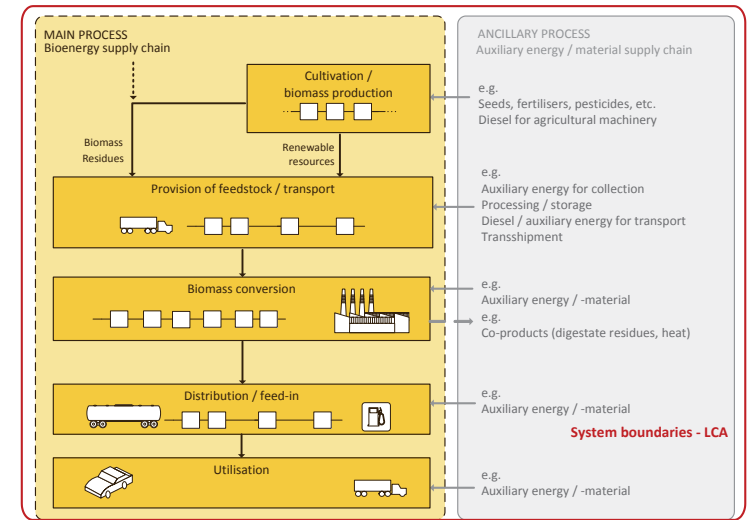 MAIN PROCESS
Bioenergy supply chain
ANCILLARY PROCESS
Auxiliary energy / material supply chain
Cultivation /
biomass production
e.g.
Seeds, fertilisers, pesticides, etc.
Diesel for agricultural machinery
Biomass
Residues
Renewable
resources
Provision of feedstock / transport
e.g.
Auxiliary energy for collection
Processing / storage
Diesel / auxiliary energy for transport
Transshipment
Biomass conversion
e.g.
Auxiliary energy / -material
e.g.
Co-products (digestate residues, heat)
Distribution / feed-in
e.g.
Auxiliary energy / -material
System boundaries - LCA
Utilisation
e.g.
Auxiliary energy / -material